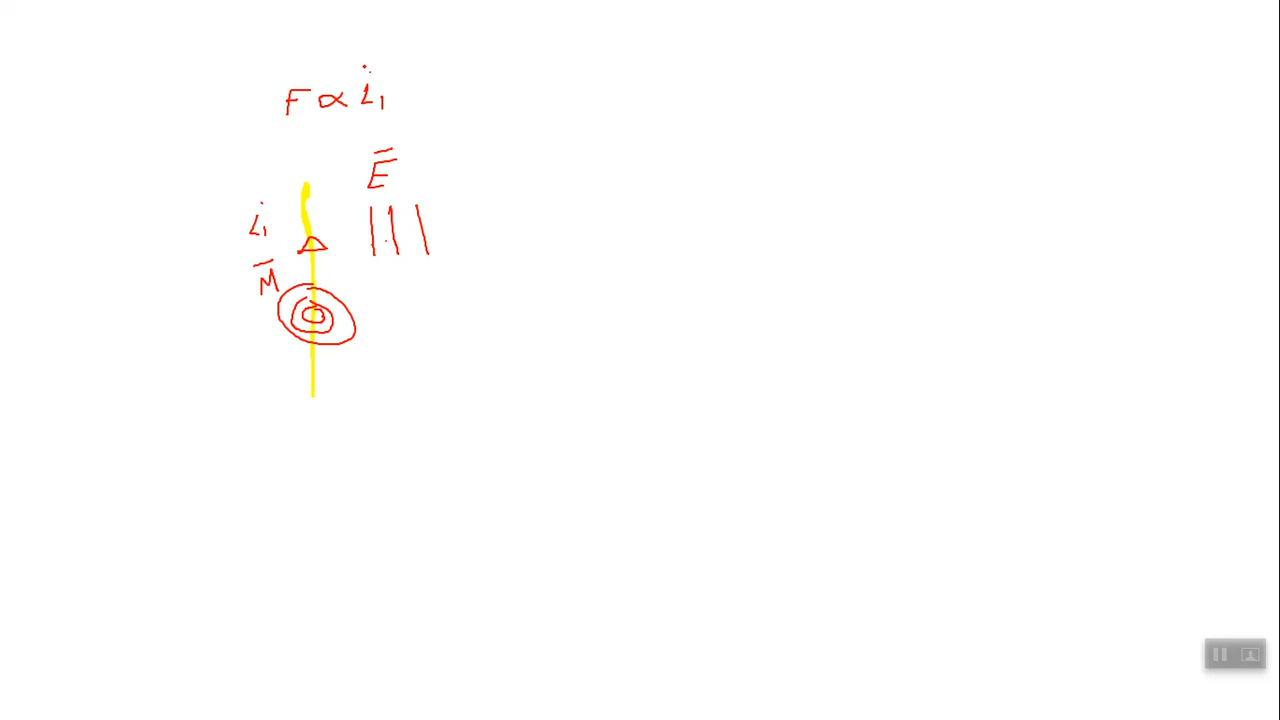 F ∝ i₁
E̅
i₁
M̅